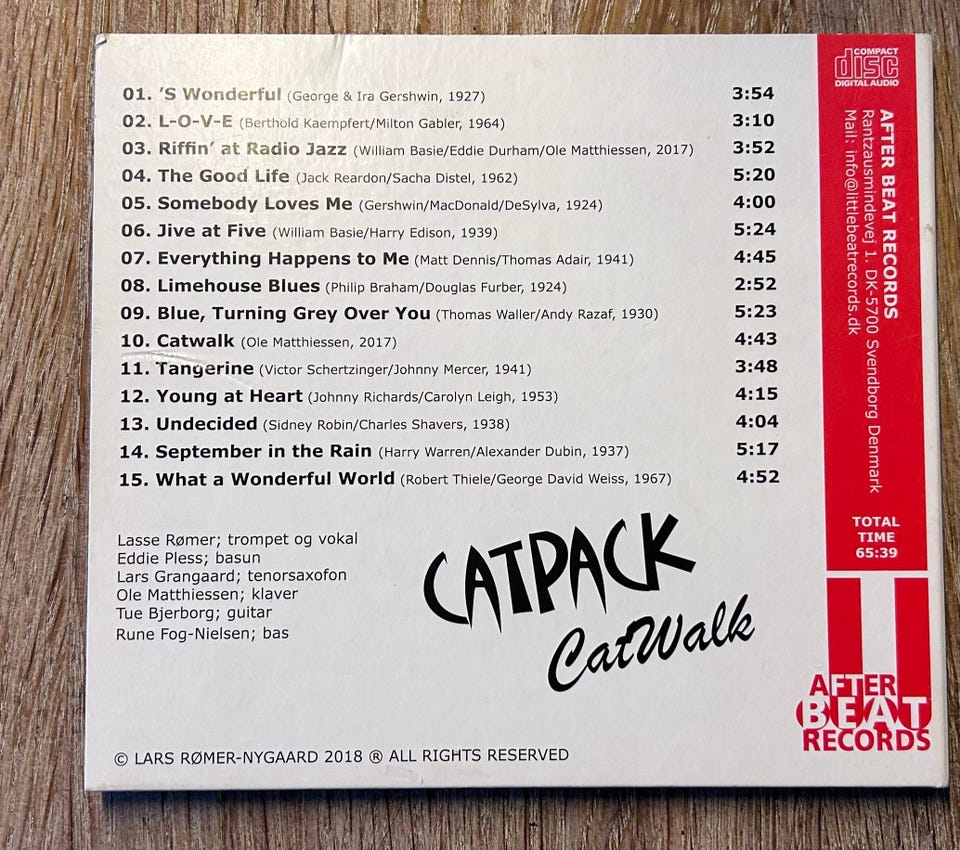 01. ’S Wonderful (George & Ira Gershwin, 1927) 3:54
02. L-O-V-E (Berthold Kaempfert/Milton Gabler, 1964) 3:10
03. Riffin’ at Radio Jazz (William Basie/Eddie Durham/Ole Matthiessen, 2017) 3:52
04. The Good Life (Jack Reardon/Sacha Distel, 1962) 5:20
05. Somebody Loves Me (Gershwin/MacDonald/DeSylva, 1924) 4:00
06. Jive at Five (William Basie/Harry Edison, 1939) 5:24
07. Everything Happens to Me (Matt Dennis/Thomas Adair, 1941) 4:45
08. Limehouse Blues (Philip Braham/Douglas Furber, 1924) 2:52
09. Blue, Turning Grey Over You (Thomas Waller/Andy Razaf, 1930) 5:23
10. Catwalk (Ole Matthiessen, 2017) 4:43
11. Tangerine (Victor Schertzinger/Johnny Mercer, 1941) 3:48
12. Young at Heart (Johnny Richards/Carolyn Leigh, 1953) 4:15
13. Undecided (Sidney Robin/Charles Shavers, 1938) 4:04
14. September in the Rain (Harry Warren/Alexander Dubin, 1937) 5:17
15. What a Wonderful World (Robert Thiele/George David Weiss, 1967) 4:52
Lasse Rømer; trompet og vokal
Eddie Pless; basun
Lars Grangaard; tenorsaxofon
Ole Matthiessen; klaver
Tue Bjerborg; guitar
Rune Fog-Nielsen; bas
CATPACK
CatWalk
© LARS RØMER-NYGAARD 2018 ® ALL RIGHTS RESERVED
COMPACT
disc
DIGITAL AUDIO
AFTER BEAT RECORDS
Rantzausmindevej 1. DK-5700 Svendborg Denmark
Mail: info@littlebeatrecords.dk
TOTAL
TIME
65:39
AFTER
BEAT
RECORDS